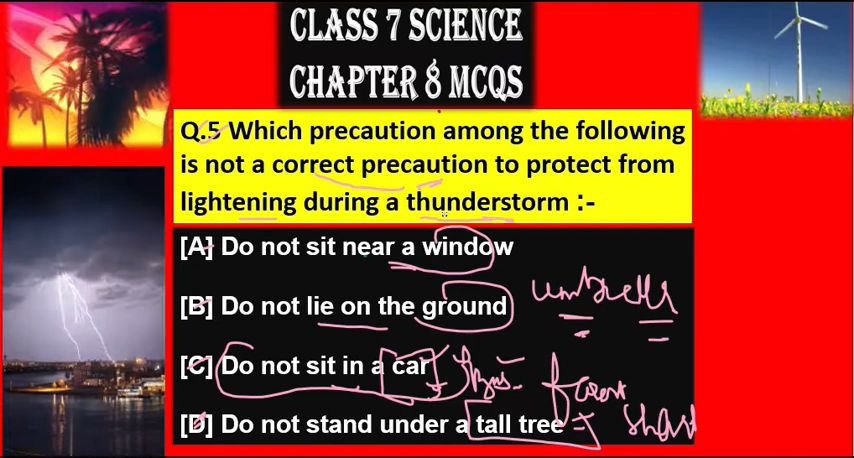 CLASS 7 SCIENCE
CHAPTER 8 MCQS
Q.5 Which precaution among the following
is not a correct precaution to protect from
lightening during a thunderstorm :-
[A] Do not sit near a window
[B] Do not lie on the ground
umbrella
[C] Do not sit in a car
Bus
forest
[D] Do not stand under a tall tree